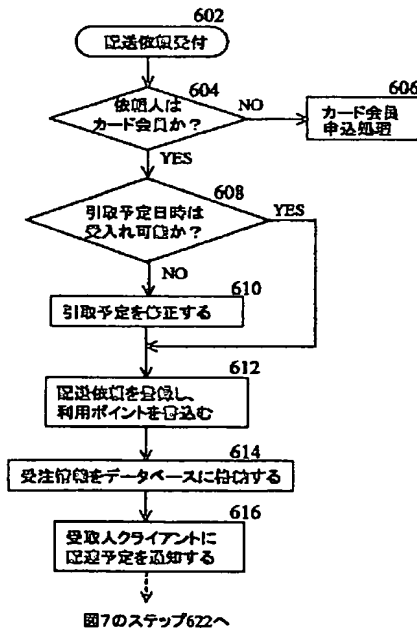 602
配送依頼受付
604
依頼人は
カード会員か？
NO
606
カード会員
申込処理
YES
608
引取予定日時は
受入れ可能か？
YES
NO
610
引取予定を修正する
612
配送依頼を登録し、
利用ポイントを書込む
614
受注情報をデータベースに格納する
616
受取人クライアントに
配送予定を通知する
図7のステップ622へ